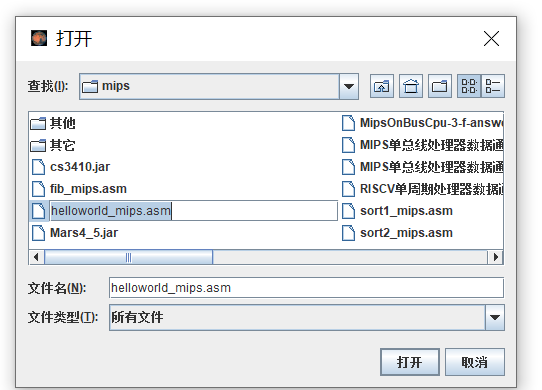 打开
查找(I):
mips
其他
其它
cs3410.jar
fib_mips.asm
helloworld_mips.asm
Mars4_5.jar
MipsOnBusCpu-3-f-answe
MIPS单总线处理器数据通
MIPS单总线处理器数据通
RISCV单周期处理器数据
sort1_mips.asm
sort2_mips.asm
文件名(N):
helloworld_mips.asm
文件类型(T):
所有文件
打开
取消